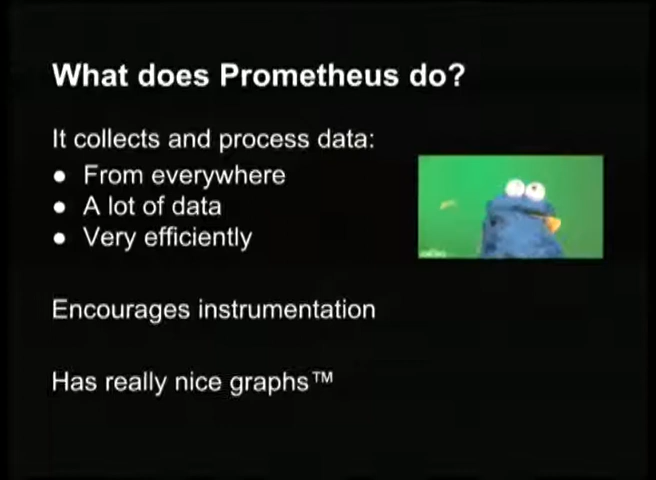 What does Prometheus do?
It collects and process data:
● From everywhere
● A lot of data
● Very efficiently
Encourages instrumentation
Has really nice graphs™